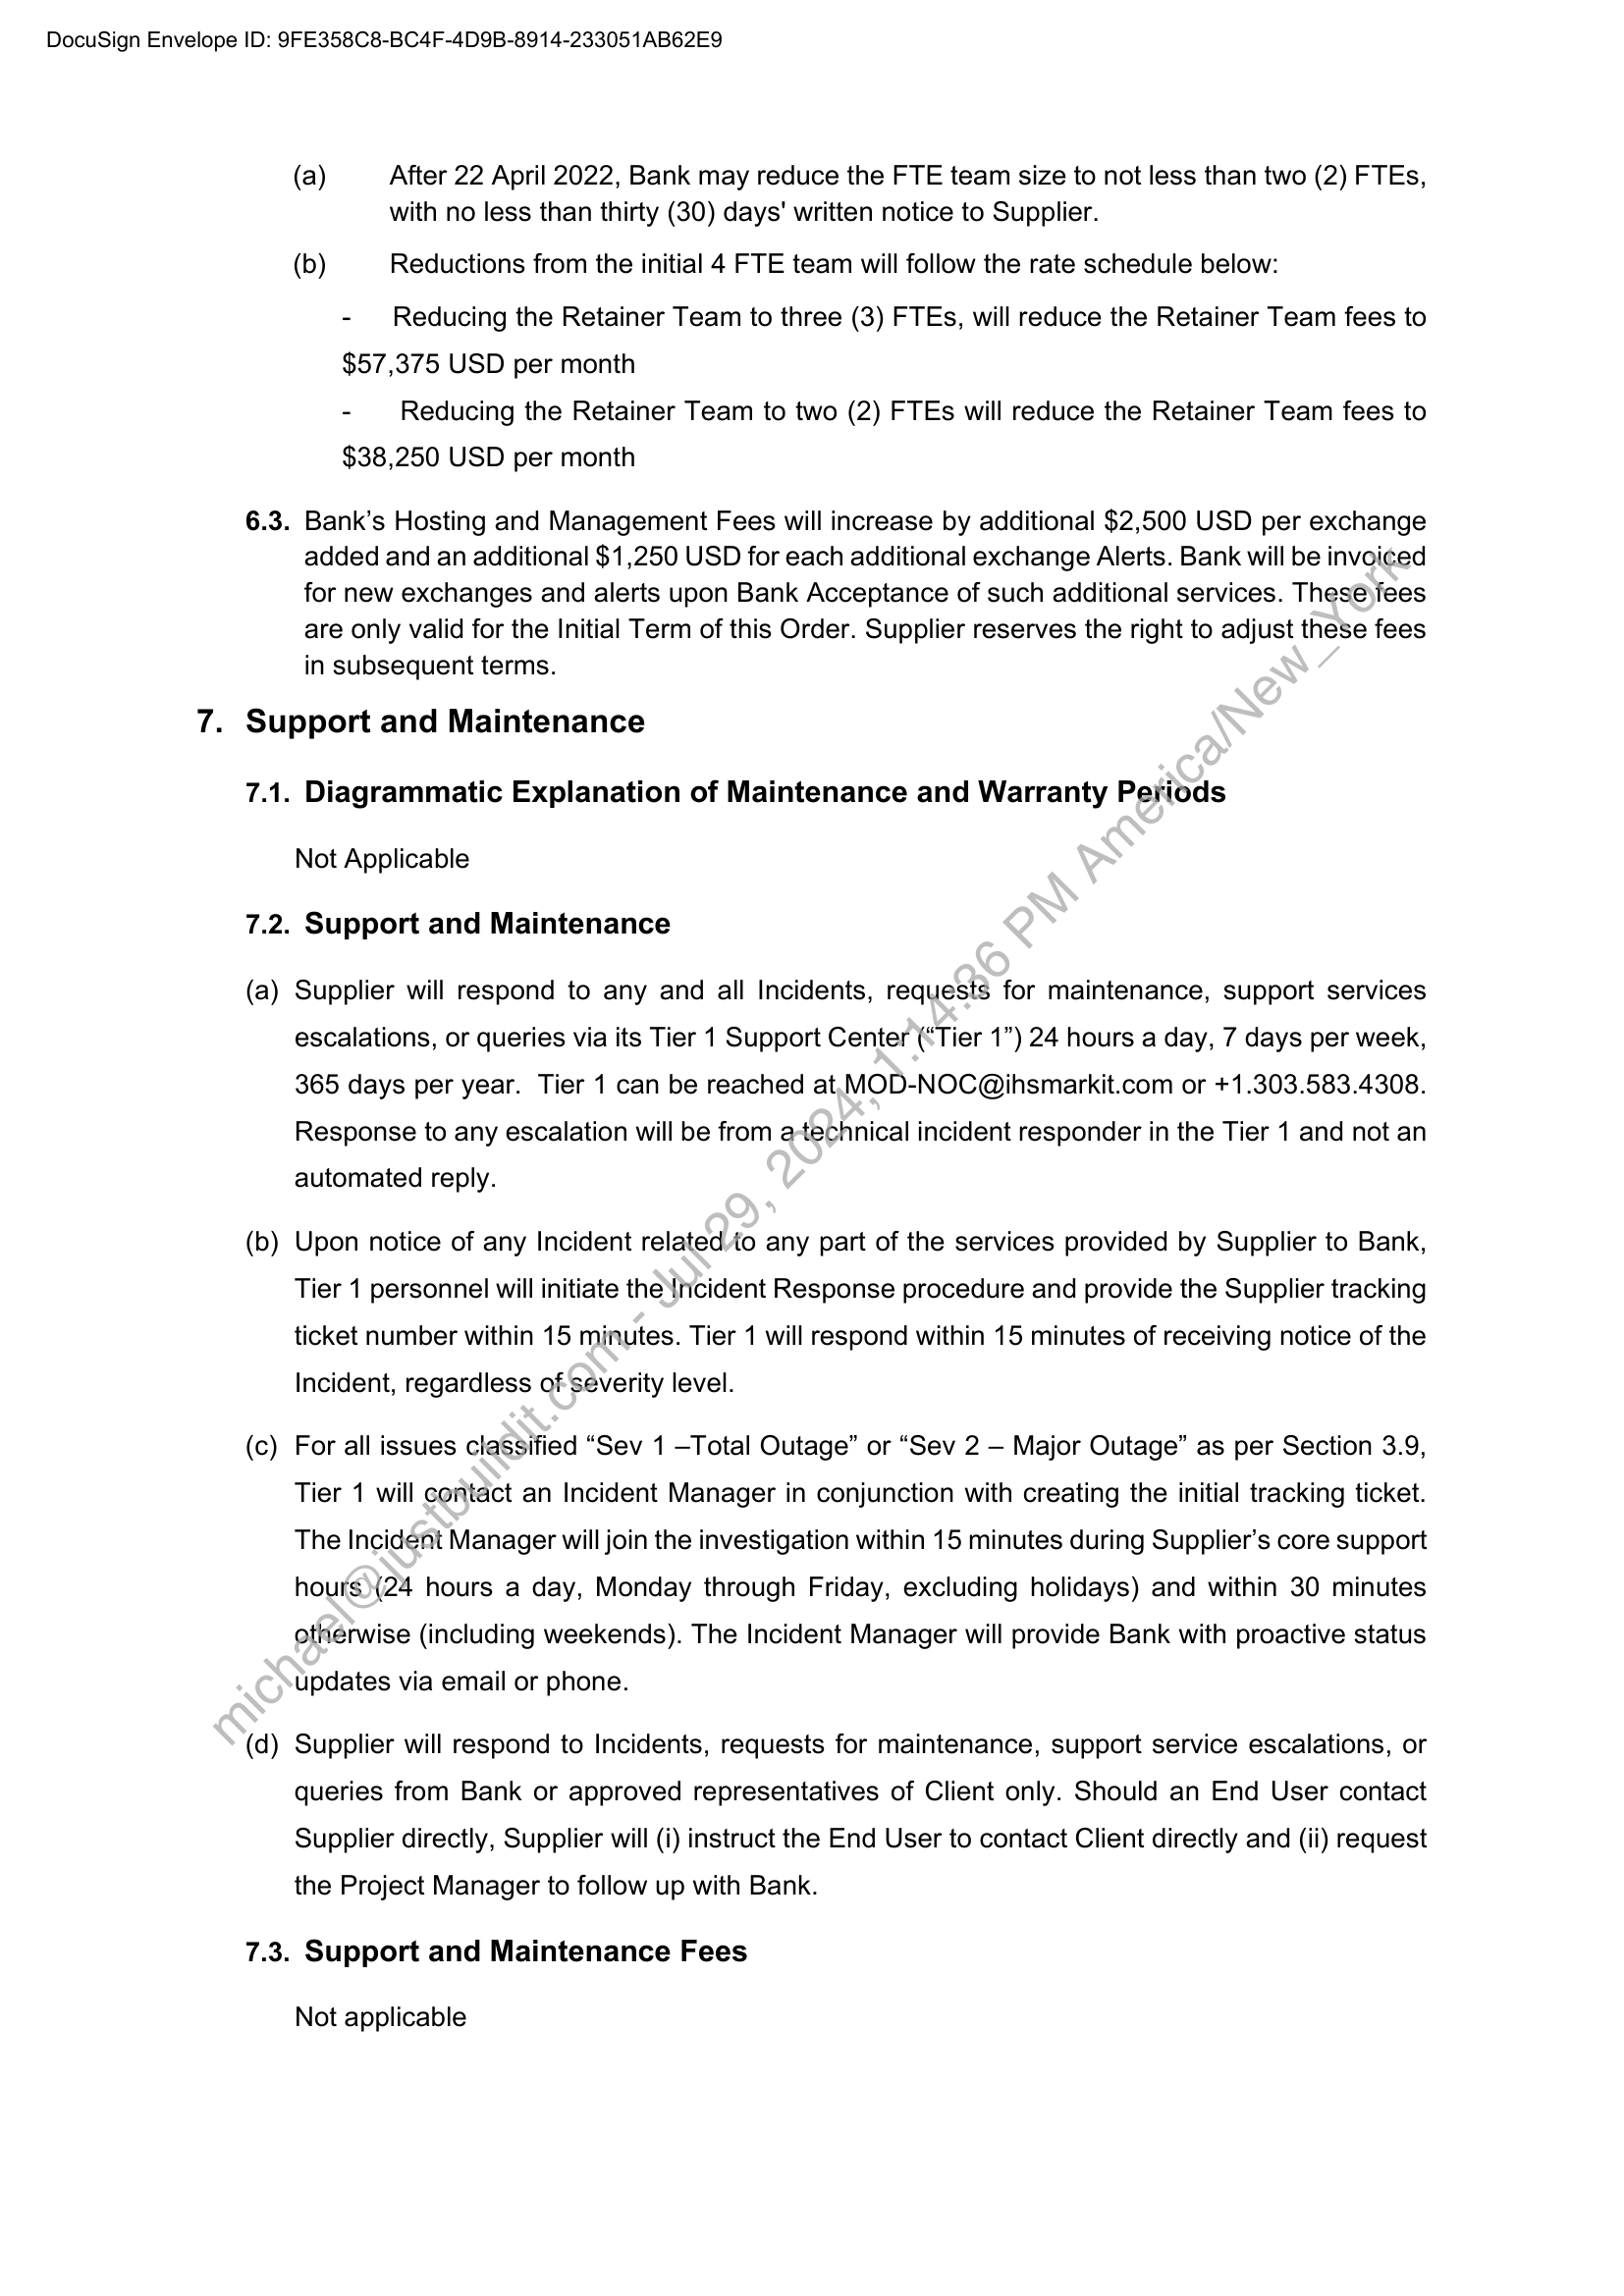 DocuSign Envelope ID: 9FE358C8-BC4F-4D9B-8914-233051AB62E9
(a) After 22 April 2022, Bank may reduce the FTE team size to not less than two (2) FTEs,
with no less than thirty (30) days' written notice to Supplier.
(b) Reductions from the initial 4 FTE team will follow the rate schedule below:
- Reducing the Retainer Team to three (3) FTEs, will reduce the Retainer Team fees to
$57,375 USD per month
- Reducing the Retainer Team to two (2) FTEs will reduce the Retainer Team fees to
$38,250 USD per month
6.3. Bank’s Hosting and Management Fees will increase by additional $2,500 USD per exchange
added and an additional $1,250 USD for each additional exchange Alerts. Bank will be invoiced
for new exchanges and alerts upon Bank Acceptance of such additional services. These fees
are only valid for the Initial Term of this Order. Supplier reserves the right to adjust these fees
in subsequent terms.
7. Support and Maintenance
7.1. Diagrammatic Explanation of Maintenance and Warranty Periods
Not Applicable
7.2. Support and Maintenance
(a) Supplier will respond to any and all Incidents, requests for maintenance, support services
escalations, or queries via its Tier 1 Support Center (“Tier 1”) 24 hours a day, 7 days per week,
365 days per year. Tier 1 can be reached at MOD-NOC@ihsmarkit.com or +1.303.583.4308.
Response to any escalation will be from a technical incident responder in the Tier 1 and not an
automated reply.
(b) Upon notice of any Incident related to any part of the services provided by Supplier to Bank,
Tier 1 personnel will initiate the Incident Response procedure and provide the Supplier tracking
ticket number within 15 minutes. Tier 1 will respond within 15 minutes of receiving notice of the
Incident, regardless of severity level.
(c) For all issues classified “Sev 1 –Total Outage” or “Sev 2 – Major Outage” as per Section 3.9,
Tier 1 will contact an Incident Manager in conjunction with creating the initial tracking ticket.
The Incident Manager will join the investigation within 15 minutes during Supplier’s core support
hours (24 hours a day, Monday through Friday, excluding holidays) and within 30 minutes
otherwise (including weekends). The Incident Manager will provide Bank with proactive status
updates via email or phone.
(d) Supplier will respond to Incidents, requests for maintenance, support service escalations, or
queries from Bank or approved representatives of Client only. Should an End User contact
Supplier directly, Supplier will (i) instruct the End User to contact Client directly and (ii) request
the Project Manager to follow up with Bank.
7.3. Support and Maintenance Fees
Not applicable
michael@justbuildit.com - Jul 29, 2024, 1:14:36 PM America/New_York